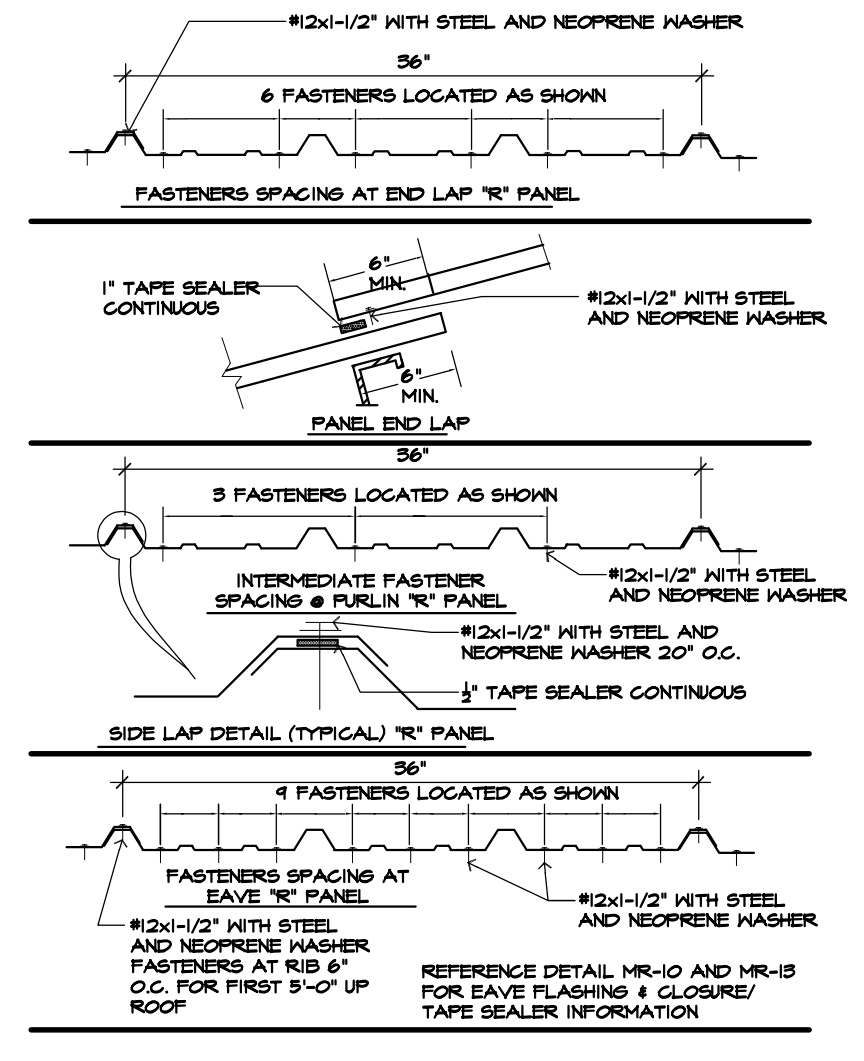 #12x1-1/2" WITH STEEL AND NEOPRENE WASHER
36"
6 FASTENERS LOCATED AS SHOWN
FASTENERS SPACING AT END LAP "R" PANEL
6"
MIN.
1" TAPE SEALER
CONTINUOUS
#12x1-1/2" WITH STEEL
AND NEOPRENE WASHER
6"
MIN.
PANEL END LAP
36"
3 FASTENERS LOCATED AS SHOWN
#12x1-1/2" WITH STEEL
AND NEOPRENE WASHER
INTERMEDIATE FASTENER
SPACING @ PURLIN "R" PANEL
#12x1-1/2" WITH STEEL AND
NEOPRENE WASHER 20" O.C.
1/2" TAPE SEALER CONTINUOUS
SIDE LAP DETAIL (TYPICAL) "R" PANEL
36"
9 FASTENERS LOCATED AS SHOWN
FASTENERS SPACING AT
EAVE "R" PANEL
#12x1-1/2" WITH STEEL
AND NEOPRENE WASHER
#12x1-1/2" WITH STEEL
AND NEOPRENE WASHER
FASTENERS AT RIB 6"
O.C. FOR FIRST 5'-0" UP
ROOF
REFERENCE DETAIL MR-10 AND MR-13
FOR EAVE FLASHING & CLOSURE/
TAPE SEALER INFORMATION